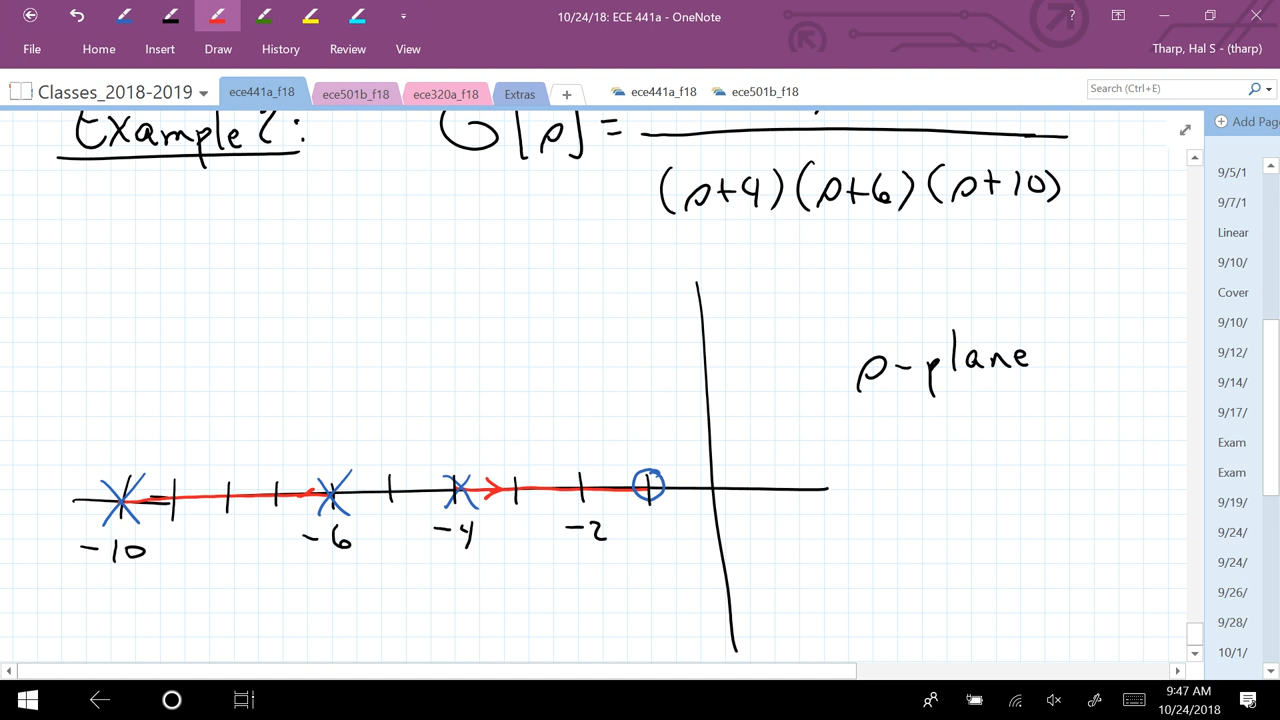 10/24/18: ECE 441a - OneNote
?
File Home Insert Draw History Review View
Tharp, Hal S - (tharp)
Classes_2018-2019
ece441a_f18 ece501b_f18 ece320a_f18 Extras
ece441a_f18 ece501b_f18
Search (Ctrl+E)
Example 2: G[ρ] =
Add Page
(ρ+4)(ρ+6)(ρ+10)
ρ-plane
-10 -6 -4 -2
9/5/1
9/7/1
Linear
9/10/
Cover
9/10/
9/12/
9/14/
9/17/
Exam
Exam
9/19/
9/24/
9/24/
9/26/
9/28/
10/1/
9:47 AM
10/24/2018